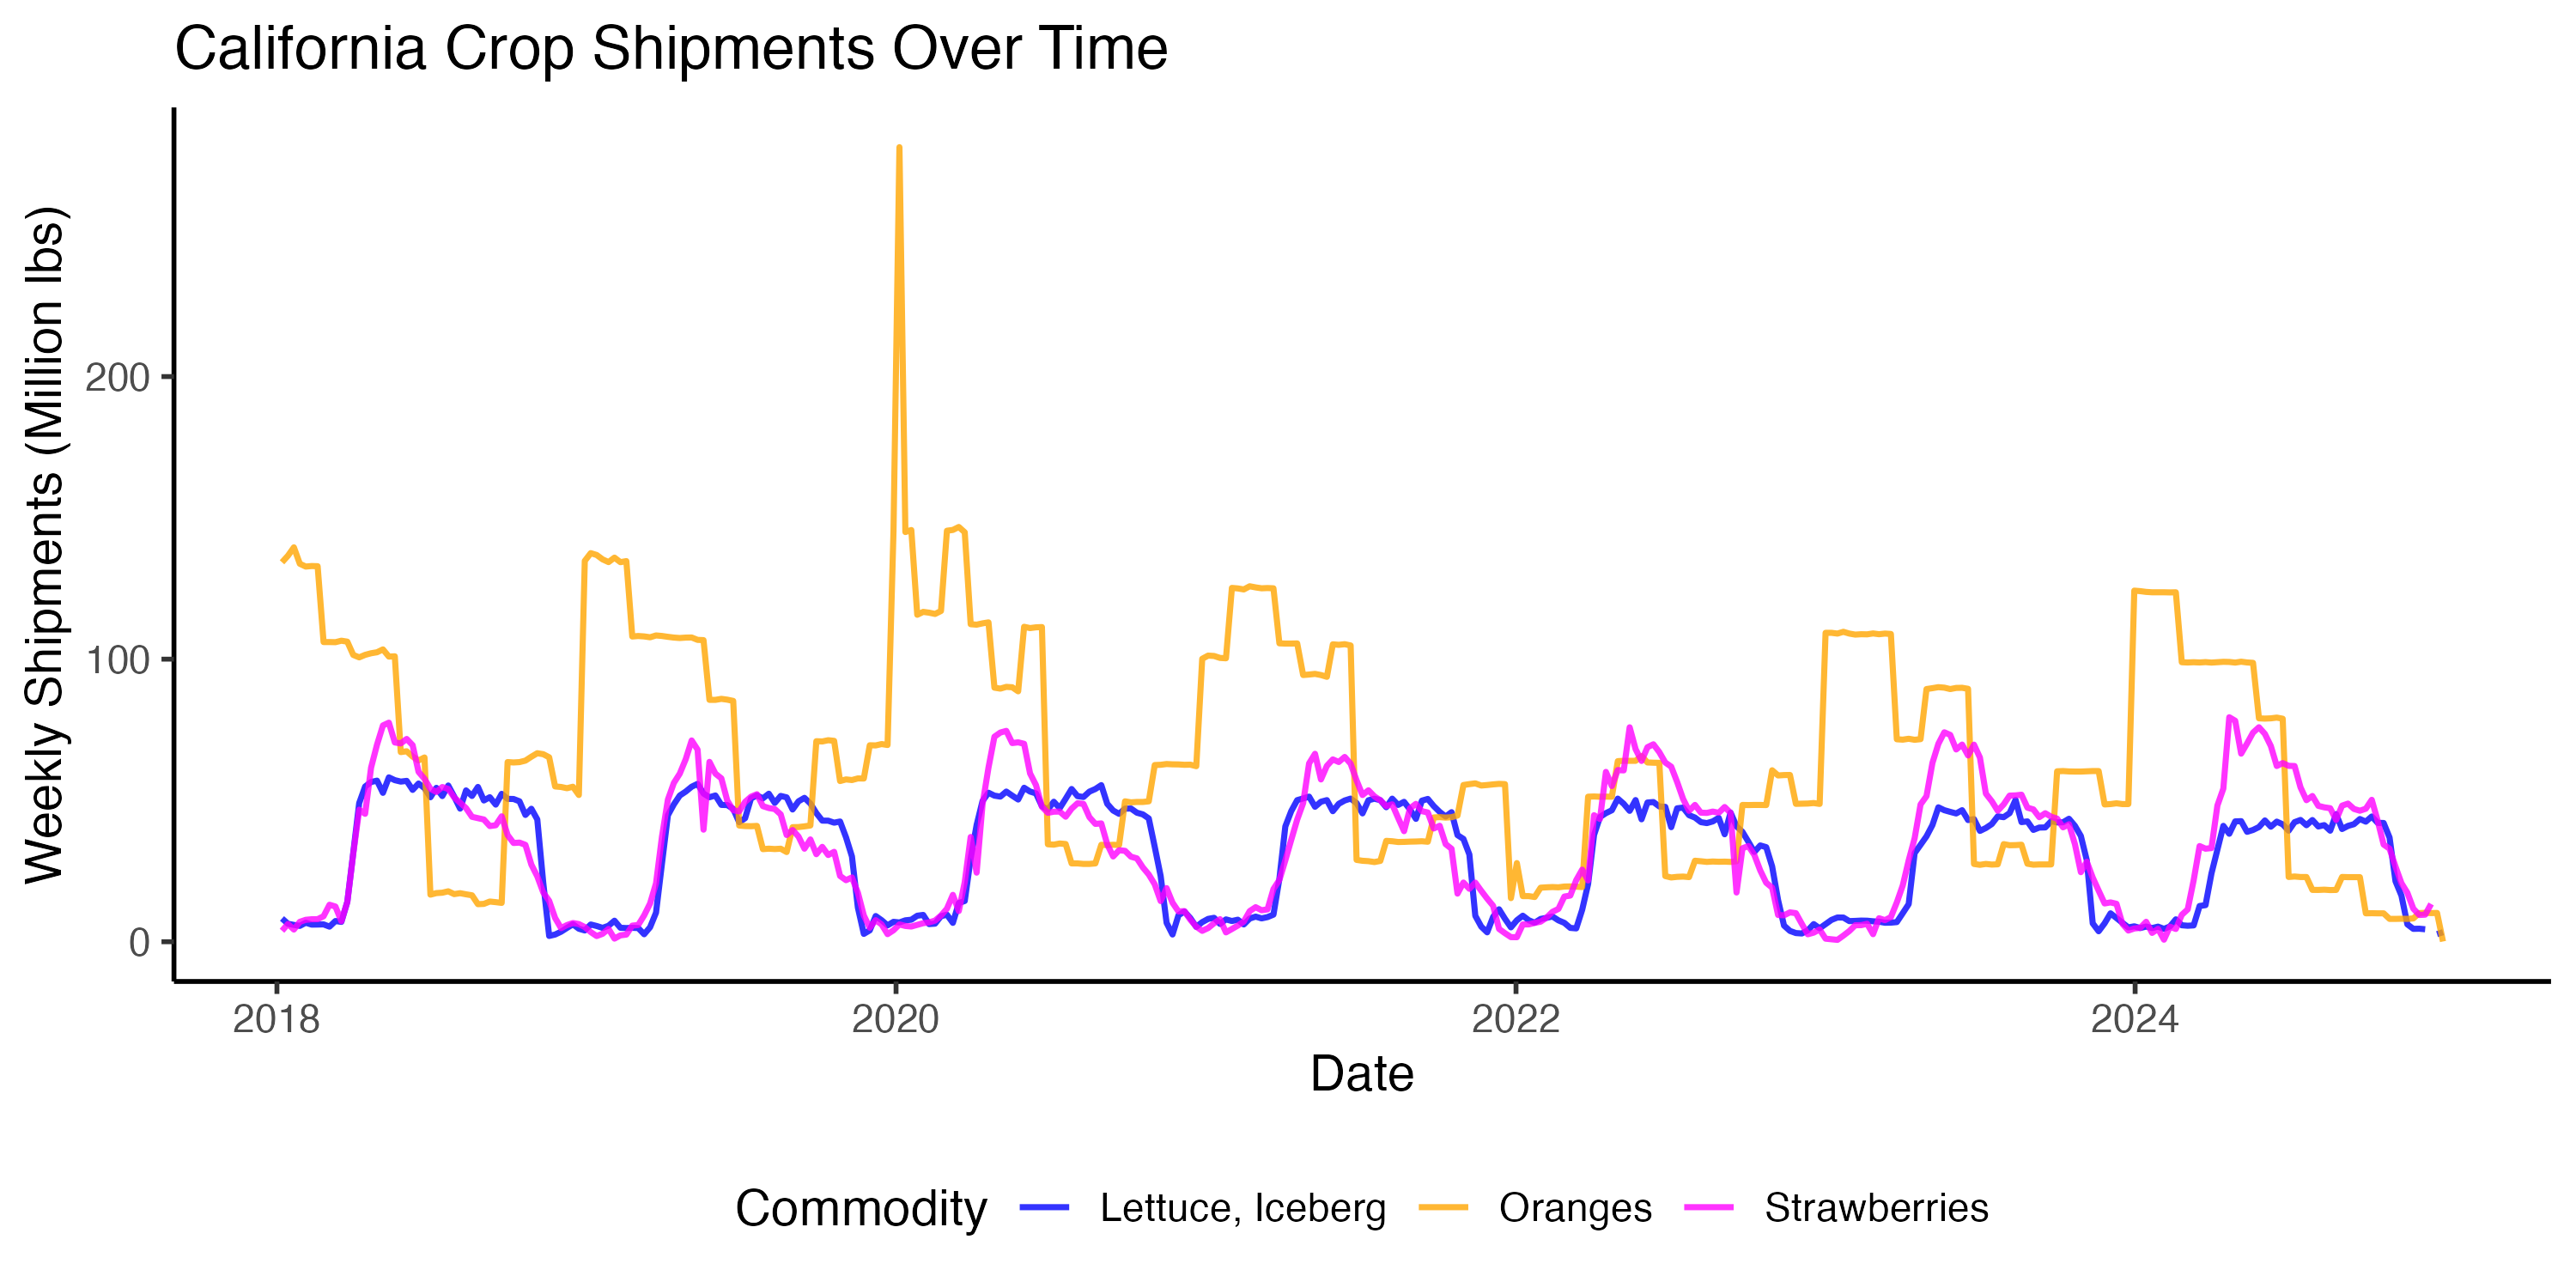 California Crop Shipments Over Time
Weekly Shipments (Million lbs)
200
100
0
2018
2020
2022
2024
Date
Commodity
Lettuce, Iceberg
Oranges
Strawberries